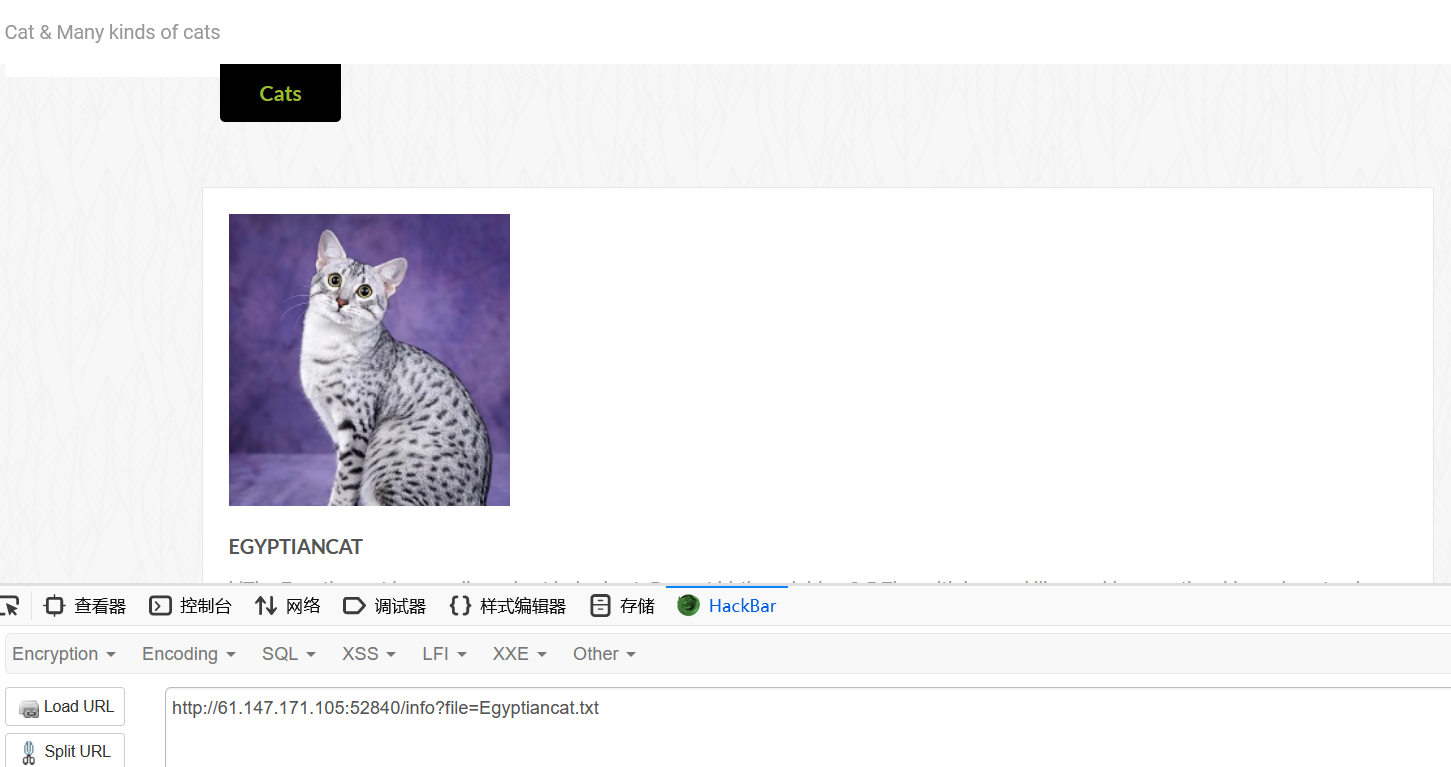 Cat & Many kinds of cats
Cats
EGYPTIANCAT
查看器 控制台 网络 调试器 样式编辑器 存储 HackBar
Encryption Encoding SQL XSS LFI XXE Other
Load URL http://61.147.171.105:52840/info?file=Egyptiancat.txt
Split URL